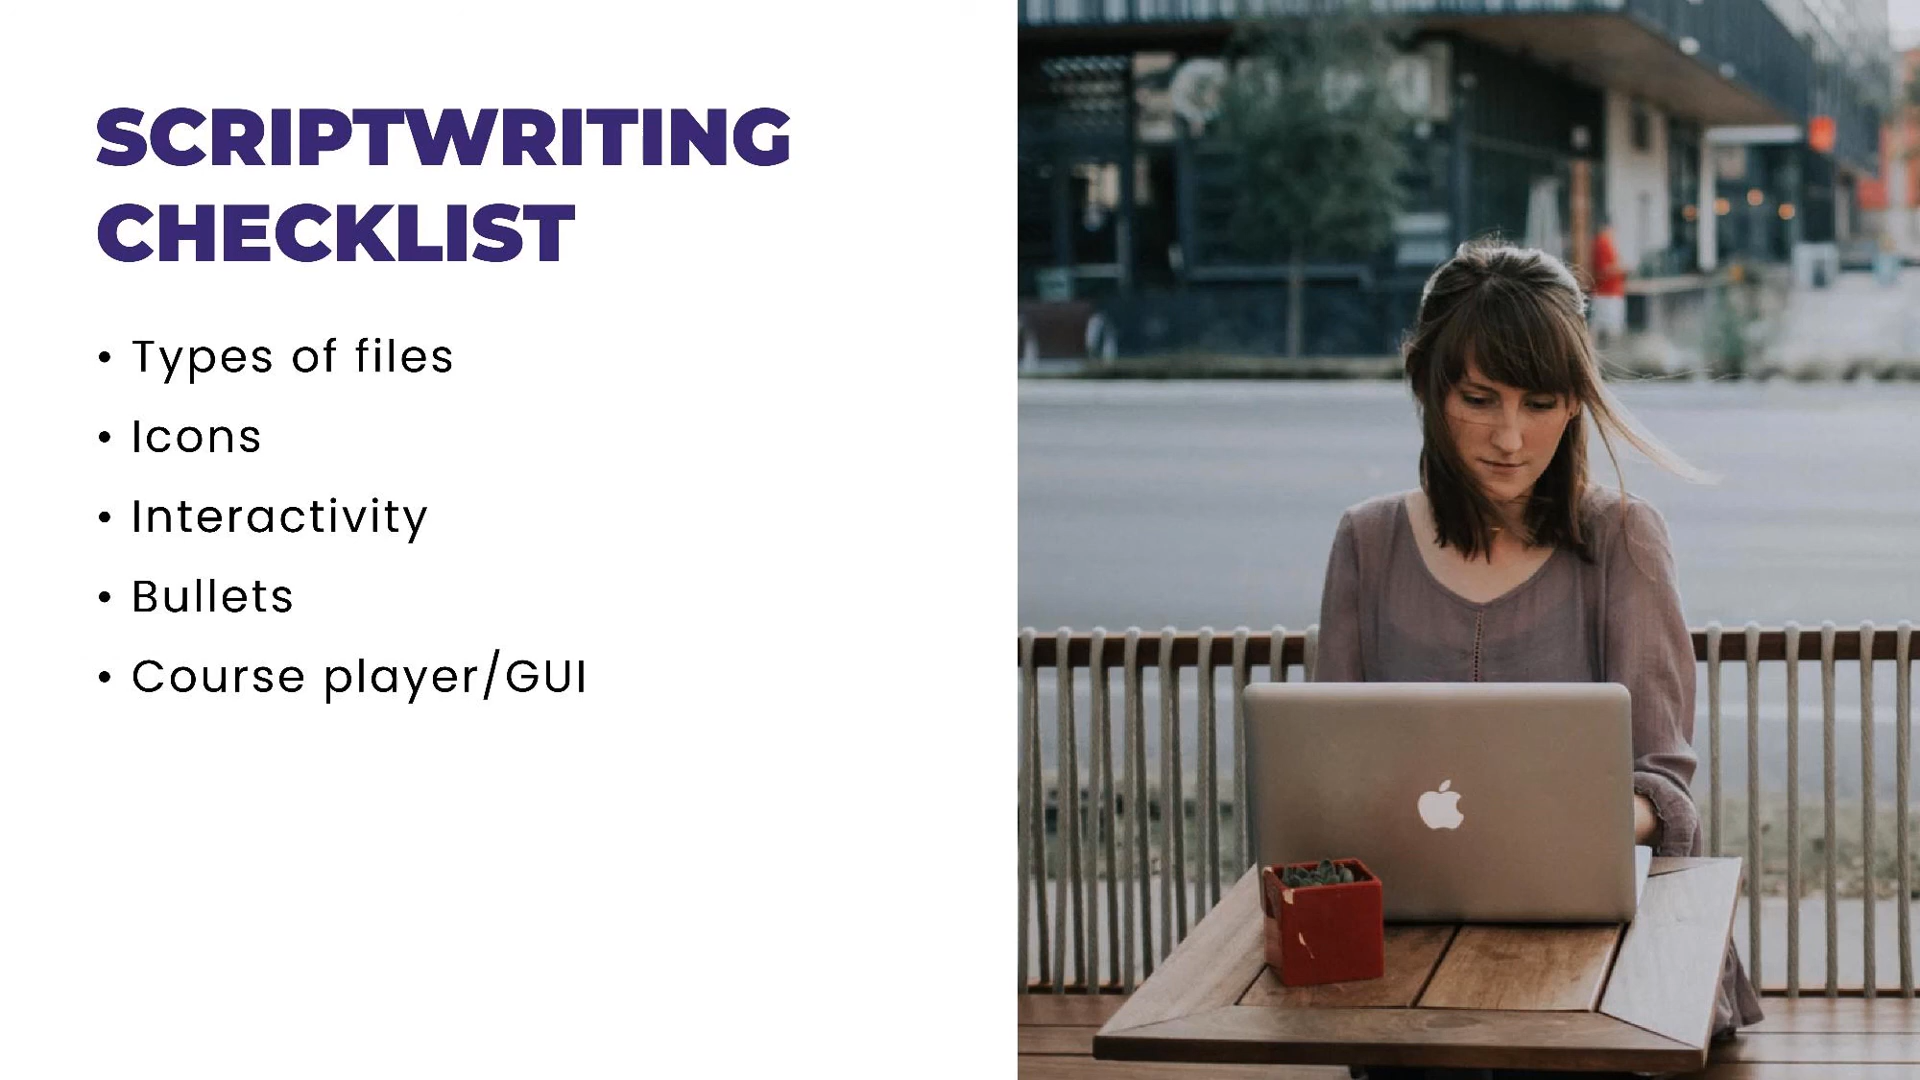 SCRIPTWRITING
CHECKLIST
• Types of files
• Icons
• Interactivity
• Bullets
• Course player/GUI